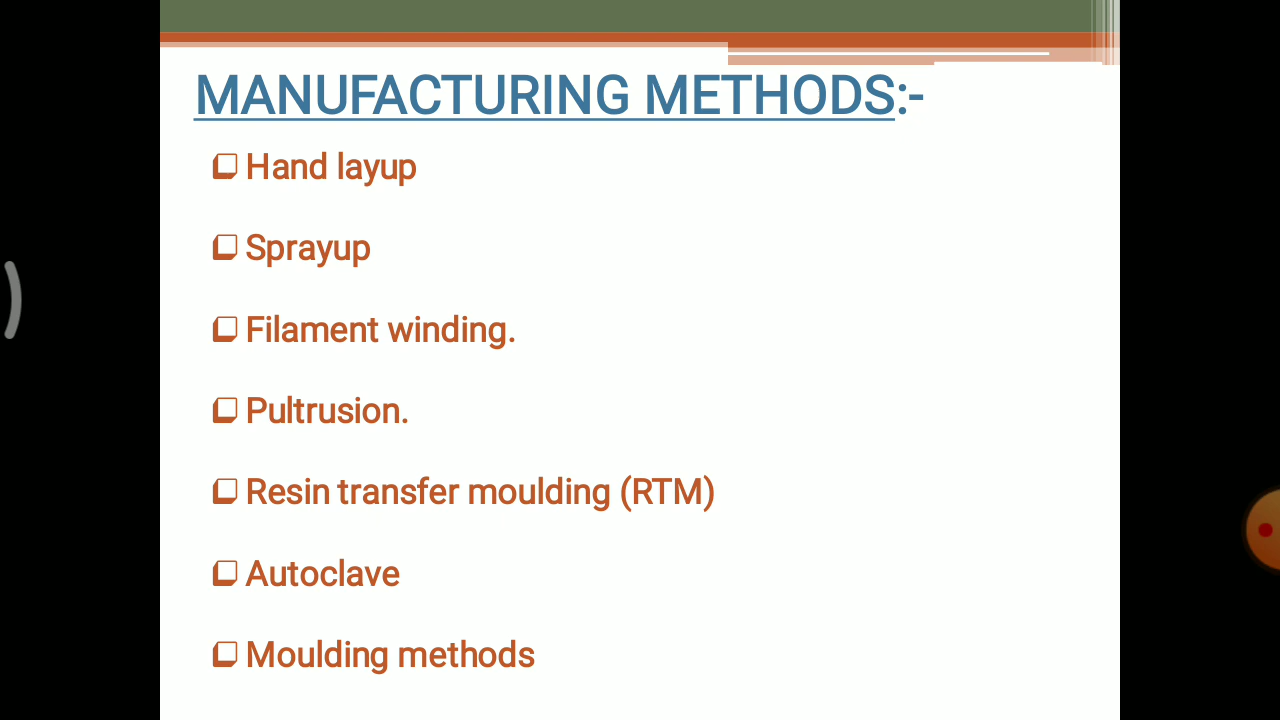 MANUFACTURING METHODS:-
Hand layup
Sprayup
Filament winding.
Pultrusion.
Resin transfer moulding (RTM)
Autoclave
Moulding methods